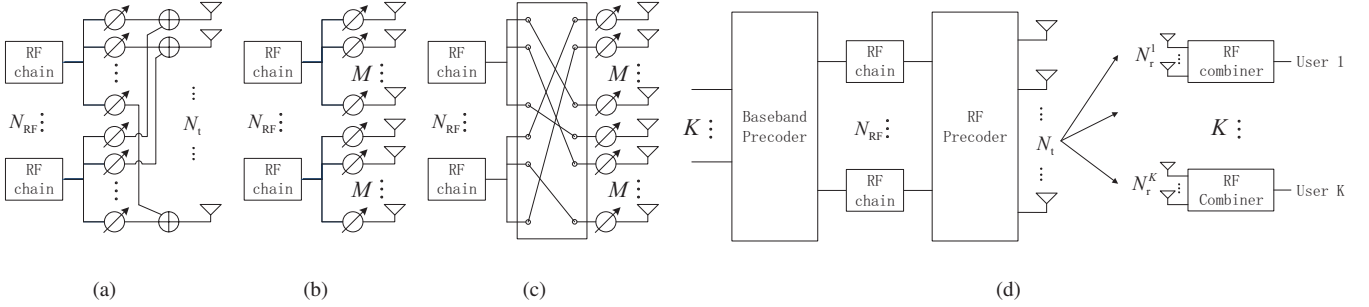 RF
chain
N_RF
RF
chain
N_t
(a)
RF
chain
M
N_RF
RF
chain
M
(b)
RF
chain
N_RF
RF
chain
M
M
(c)
K
Baseband
Precoder
RF
chain
N_RF
RF
chain
RF
Precoder
N_t
N_r^1
RF
combiner
User 1
K
N_r^K
RF
Combiner
User K
(d)